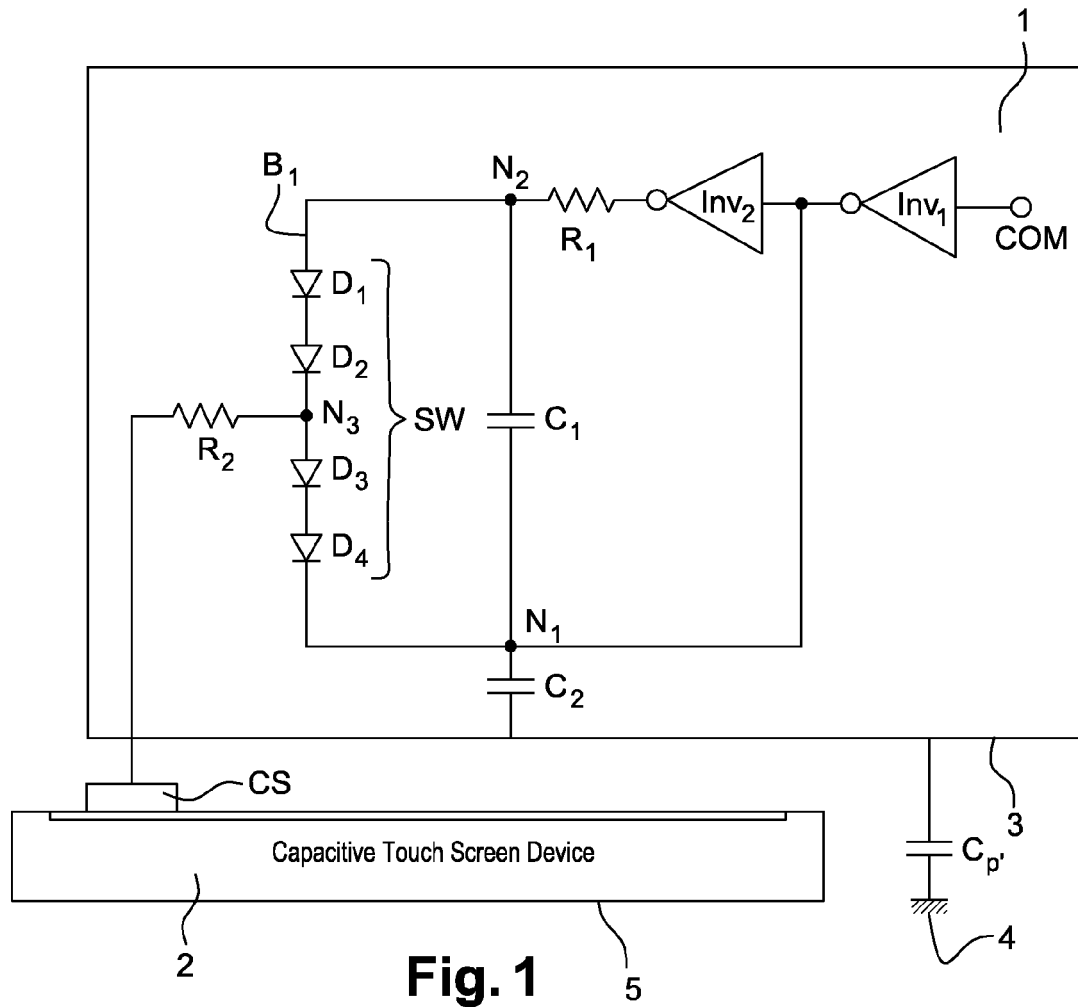 1
B1
N2
Inv2
Inv1
R1
COM
D1
D2
N3
SW
C1
R2
D3
D4
N1
C2
CS
3
Capacitive Touch Screen Device
Cp'
2
5
4
Fig. 1